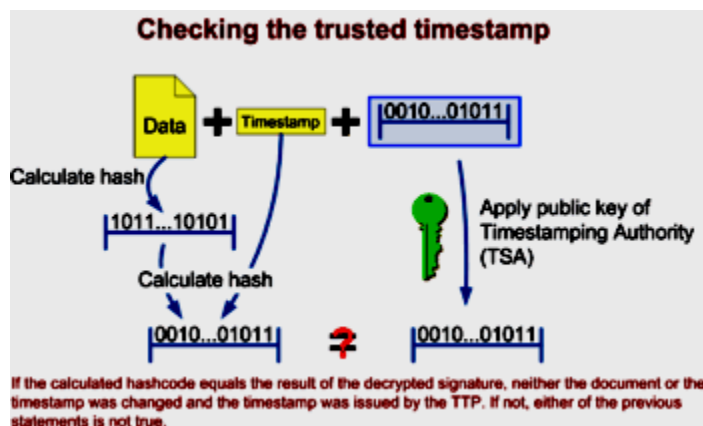 Checking the trusted timestamp
Data
Timestamp
0010...01011
Calculate hash
1011...10101
Apply public key of
Timestamping Authority
(TSA)
Calculate hash
0010...01011
?
0010...01011
If the calculated hashcode equals the result of the decrypted signature, neither the document or the
timestamp was changed and the timestamp was issued by the TTP. If not, either of the previous
statements is not true.